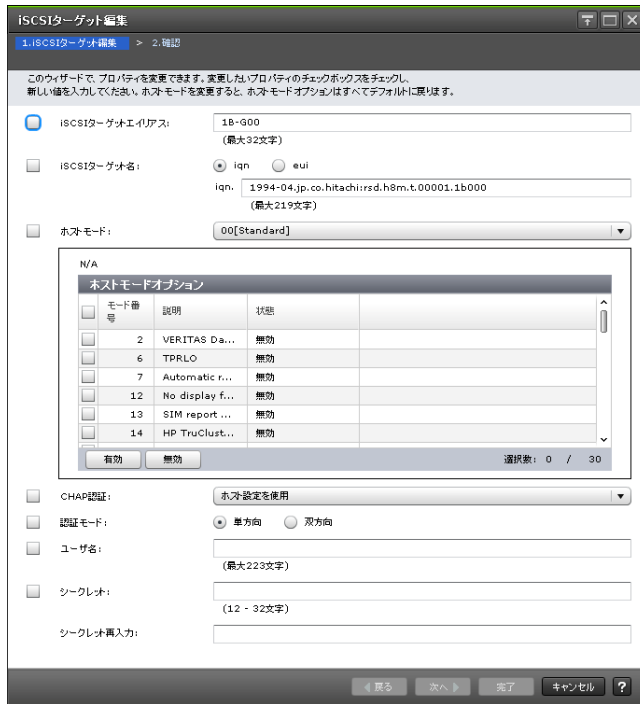 iSCSIターゲット編集
1.iSCSIターゲット編集 > 2.確認
このウィザードで、プロパティを変更できます。変更したいプロパティのチェックボックスをチェックし、
新しい値を入力してください。ホストモードを変更すると、ホストモードオプションはすべてデフォルトに戻ります。
iSCSIターゲットエイリアス: 1B-G00
(最大32文字)
iSCSIターゲット名: iqn eui
iqn. 1994-04.jp.co.hitachi:rsd.h8m.t.00001.1b000
(最大219文字)
ホストモード: 00[Standard]
N/A
ホストモードオプション
モード番号 説明 状態
2 VERITAS Da... 無効
6 TPRLO 無効
7 Automatic r... 無効
12 No display f... 無効
13 SIM report ... 無効
14 HP TruClust... 無効
有効 無効 選択数: 0 / 30
CHAP認証: ホスト設定を使用
認証モード: 単方向 双方向
ユーザ名:
(最大223文字)
シークレット:
(12 - 32文字)
シークレット再入力:
戻る 次へ 完了 キャンセル ?